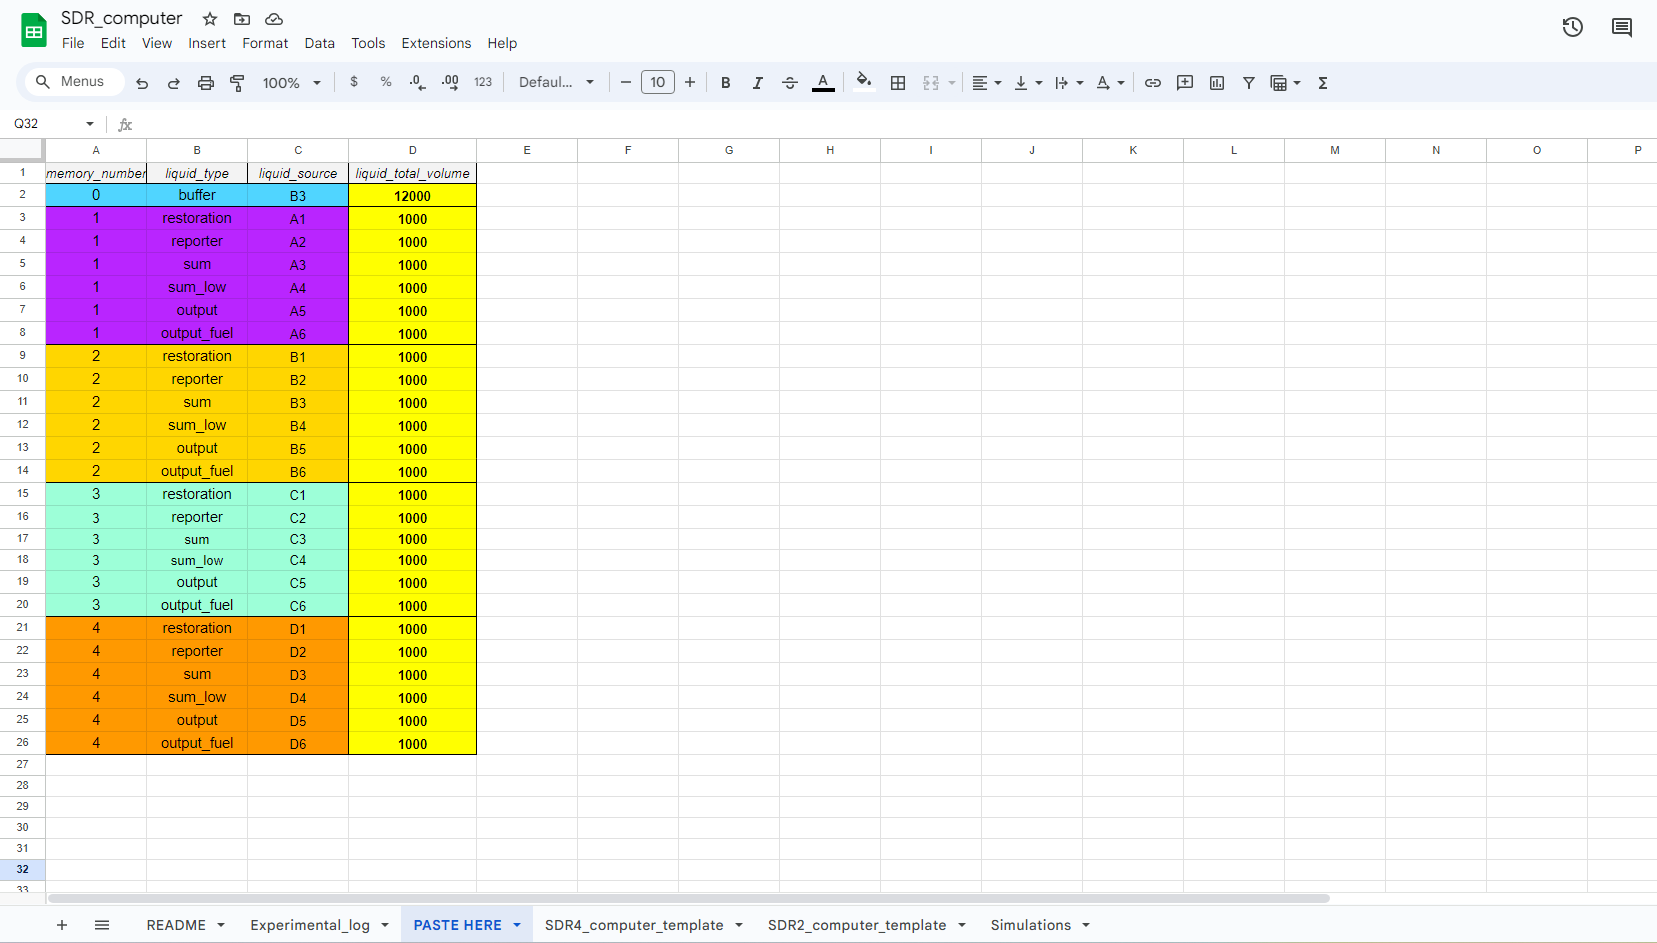 SDR_computer
File Edit View Insert Format Data Tools Extensions Help
Menus 100% $ % .0 .00 123 Defaul... 10 B I A Σ
Q32 fx
A B C D E F G H I J K L M N O P
1 memory_number liquid_type liquid_source liquid_total_volume
2 0 buffer B3 12000
3 1 restoration A1 1000
4 1 reporter A2 1000
5 1 sum A3 1000
6 1 sum_low A4 1000
7 1 output A5 1000
8 1 output_fuel A6 1000
9 2 restoration B1 1000
10 2 reporter B2 1000
11 2 sum B3 1000
12 2 sum_low B4 1000
13 2 output B5 1000
14 2 output_fuel B6 1000
15 3 restoration C1 1000
16 3 reporter C2 1000
17 3 sum C3 1000
18 3 sum_low C4 1000
19 3 output C5 1000
20 3 output_fuel C6 1000
21 4 restoration D1 1000
22 4 reporter D2 1000
23 4 sum D3 1000
24 4 sum_low D4 1000
25 4 output D5 1000
26 4 output_fuel D6 1000
27
28
29
30
31
32
33
README Experimental_log PASTE HERE SDR4_computer_template SDR2_computer_template Simulations